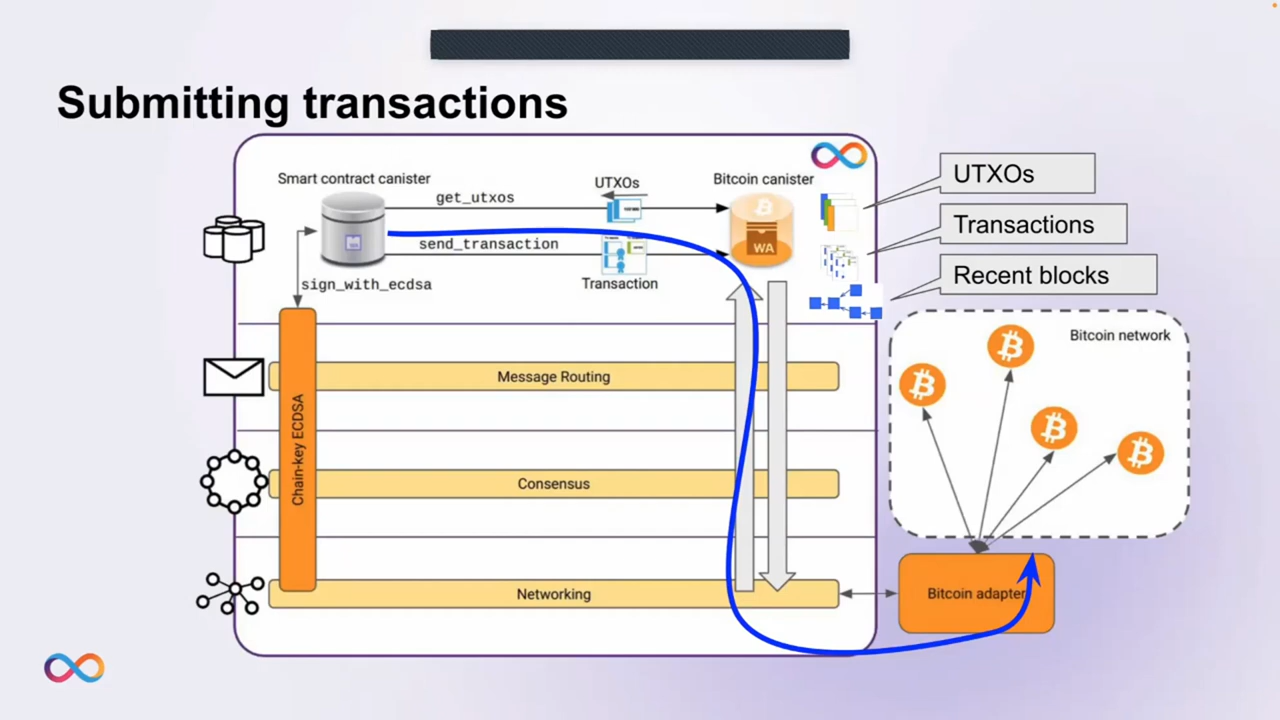 Submitting transactions
Smart contract canister
UTXOs
Bitcoin canister
get_utxos
send_transaction
WA
Transaction
sign_with_ecdsa
UTXOs
Transactions
Recent blocks
Bitcoin network
Message Routing
Chain-key ECDSA
Consensus
Networking
Bitcoin adapter